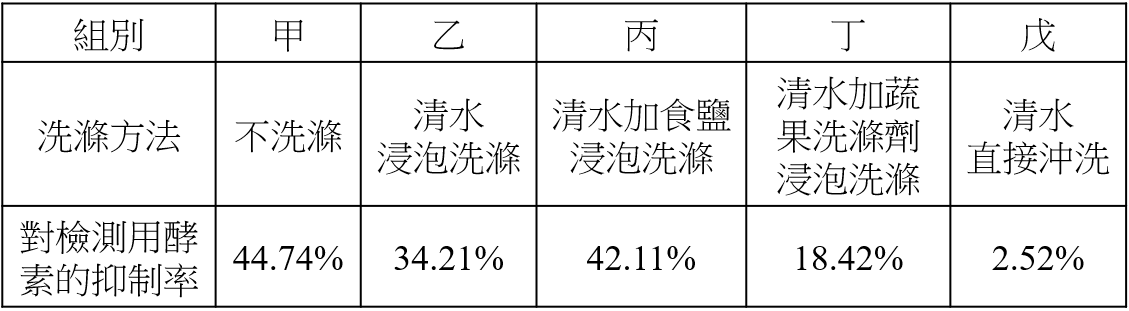 組別 甲 乙 丙 丁 戊
洗滌方法 不洗滌 清水 浸泡洗滌 清水加食鹽 浸泡洗滌 清水加蔬 果洗滌劑 浸泡洗滌 清水 直接沖洗
對檢測用酵 素的抑制率 44.74% 34.21% 42.11% 18.42% 2.52%